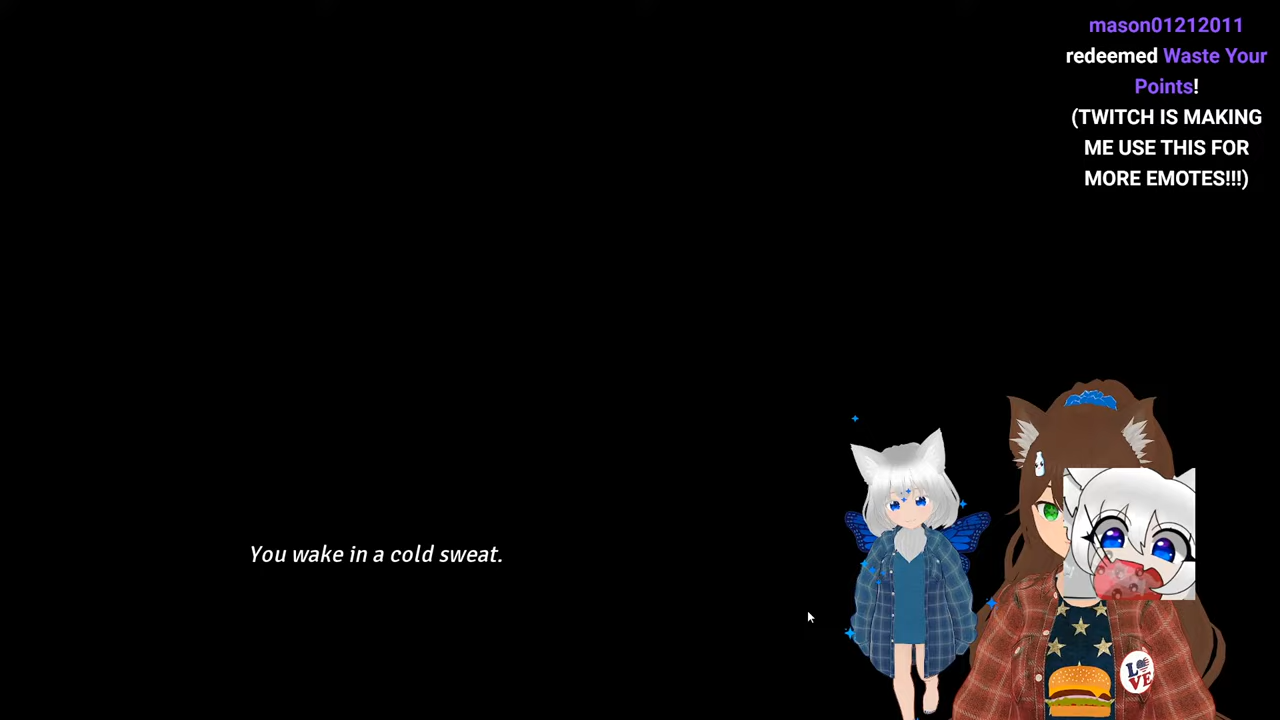 mason01212011
redeemed Waste Your
Points!
(TWITCH IS MAKING
ME USE THIS FOR
MORE EMOTES!!!)
You wake in a cold sweat.
L VE